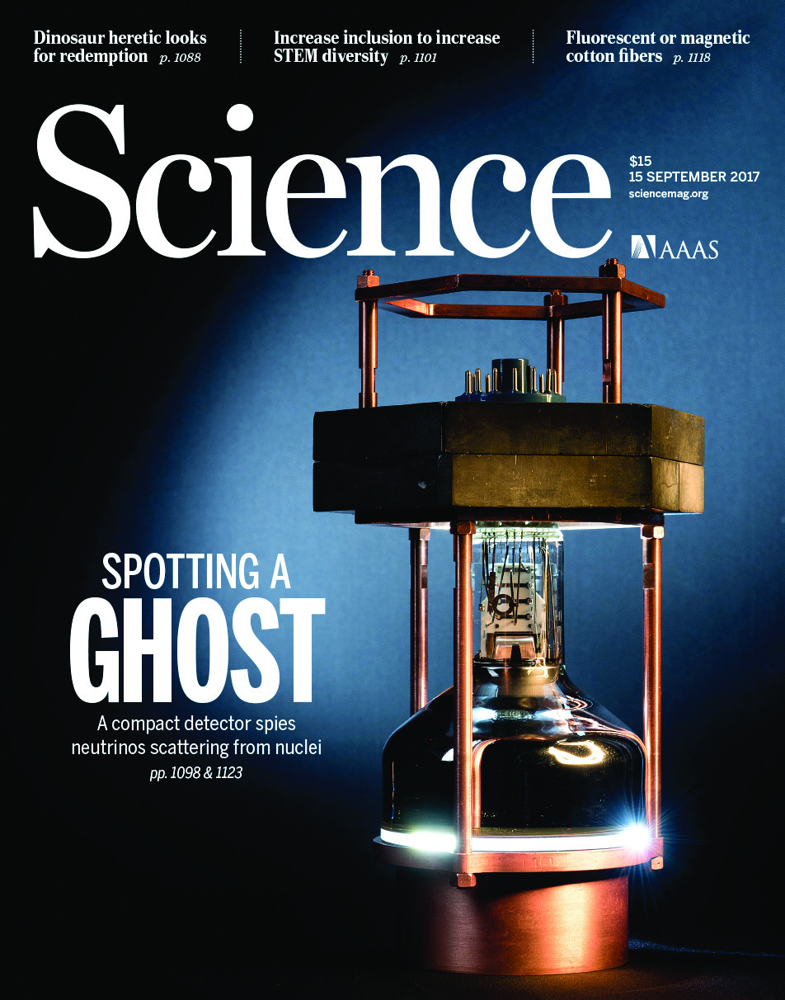 Dinosaur heretic looks
for redemption p. 1088
Increase inclusion to increase
STEM diversity p. 1101
Fluorescent or magnetic
cotton fibers p. 1118
Science
$15
15 SEPTEMBER 2017
sciencemag.org
AAAS
SPOTTING A
GHOST
A compact detector spies
neutrinos scattering from nuclei
pp. 1098 & 1123